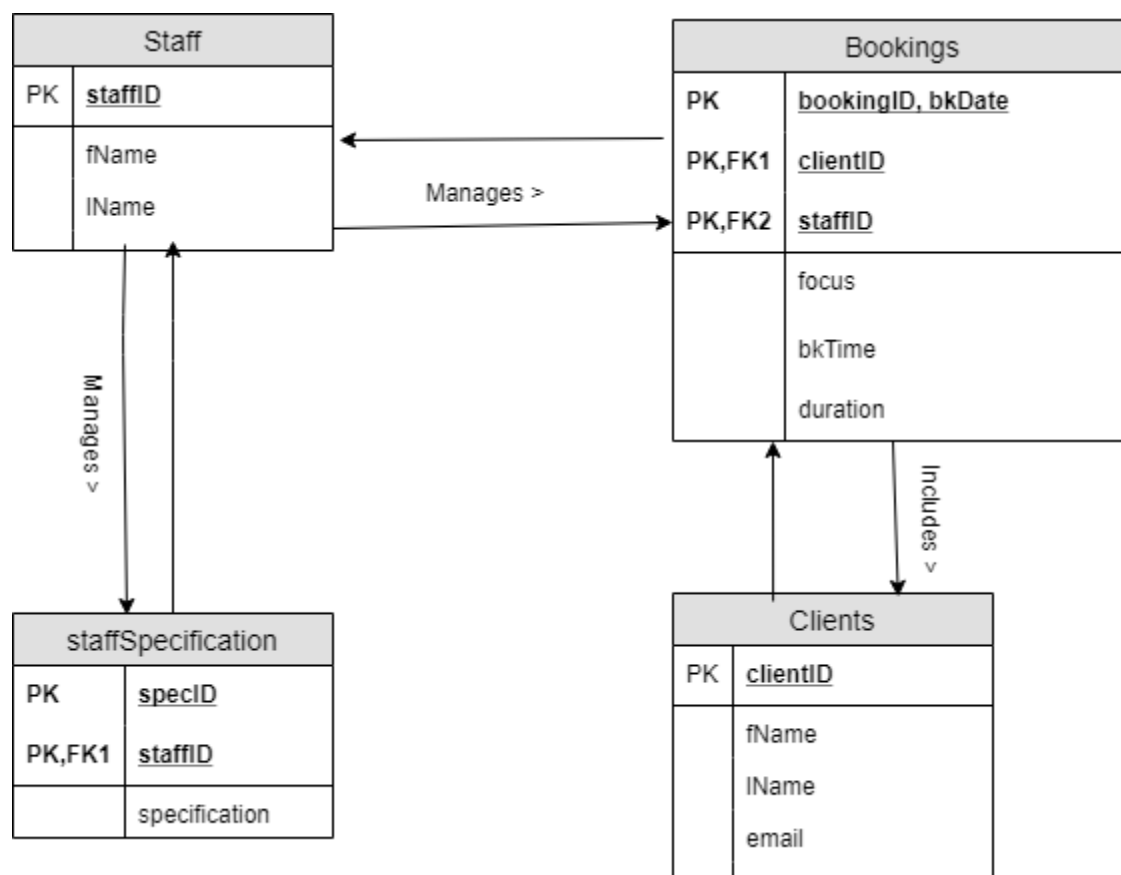 Staff
PK staffID
fName
lName
Manages >
Bookings
PK bookingID, bkDate
PK,FK1 clientID
PK,FK2 staffID
focus
bkTime
duration
Manages >
Includes >
staffSpecification
PK specID
PK,FK1 staffID
specification
Clients
PK clientID
fName
lName
email